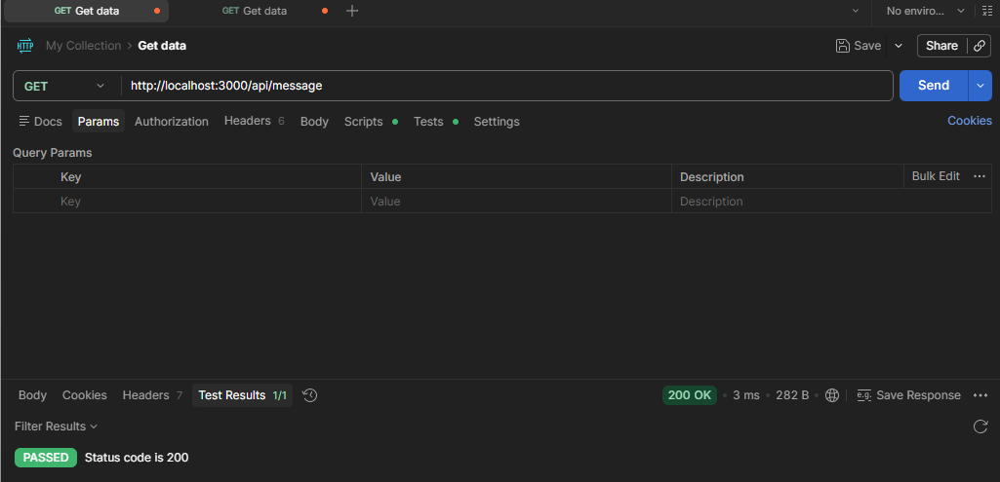 GET Get data GET Get data No enviro...
HTTP My Collection > Get data Save Share
GET http://localhost:3000/api/message Send
Docs Params Authorization Headers 6 Body Scripts Tests Settings Cookies
Query Params
Key Value Description Bulk Edit ...
Key Value Description
Body Cookies Headers 7 Test Results 1/1 200 OK • 3 ms • 282 B • e.g. Save Response ...
Filter Results
PASSED Status code is 200